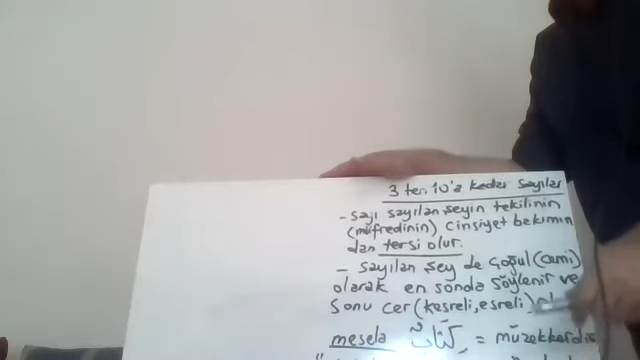 3 ten 10'a kadar sayılar
- sayı sayılan şeyin tekilinin
(müfredinin) cinsiyet bakımın
dan tersi olur.
- sayılan şey de çoğul (cemi)
olarak en sonda söylenir ve
Sonu cer (kesreli, esreli)
mesela كِتَابٌ = müzekkerdir